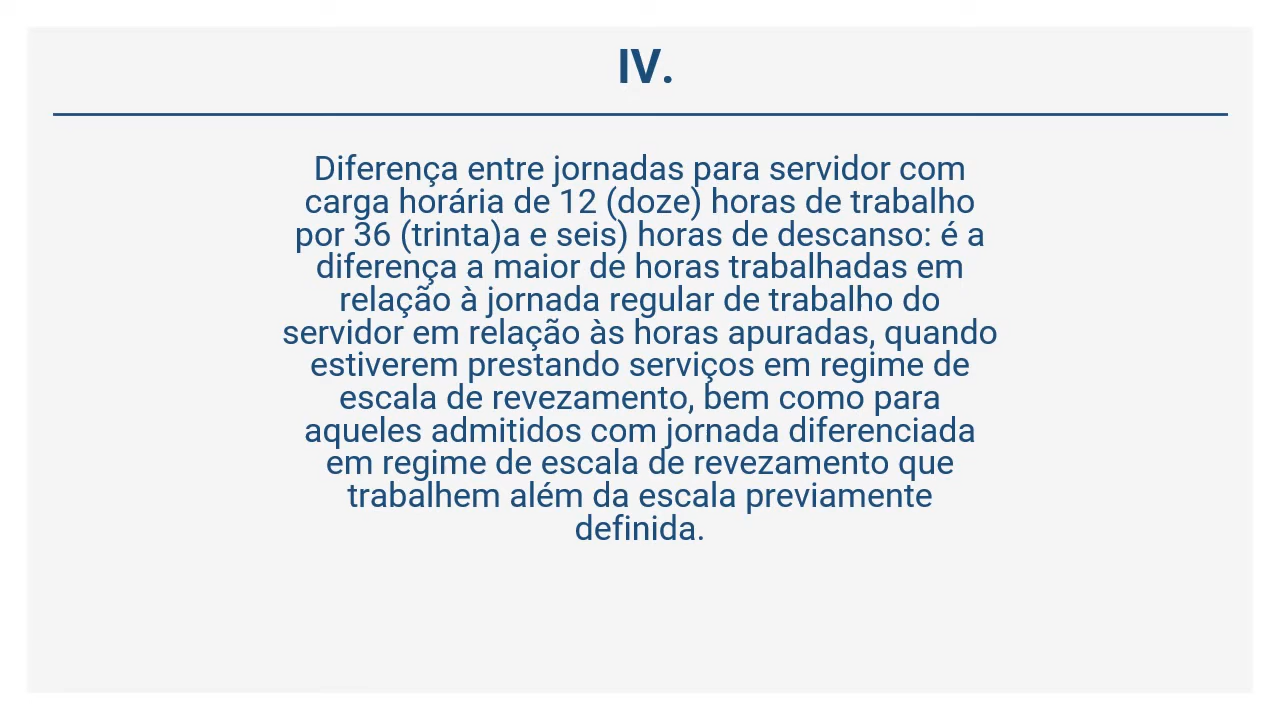 IV.
Diferença entre jornadas para servidor com
carga horária de 12 (doze) horas de trabalho
por 36 (trinta)a e seis) horas de descanso: é a
diferença a maior de horas trabalhadas em
relação à jornada regular de trabalho do
servidor em relação às horas apuradas, quando
estiverem prestando serviços em regime de
escala de revezamento, bem como para
aqueles admitidos com jornada diferenciada
em regime de escala de revezamento que
trabalhem além da escala previamente
definida.